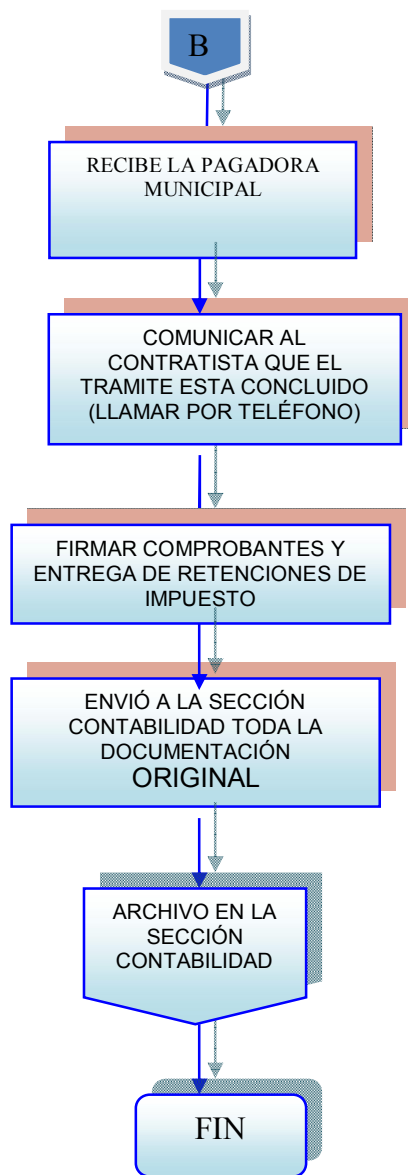 B
RECIBE LA PAGADORA
MUNICIPAL
COMUNICAR AL
CONTRATISTA QUE EL
TRAMITE ESTA CONCLUIDO
(LLAMAR POR TELÉFONO)
FIRMAR COMPROBANTES Y
ENTREGA DE RETENCIONES DE
IMPUESTO
ENVIÓ A LA SECCIÓN
CONTABILIDAD TODA LA
DOCUMENTACIÓN
ORIGINAL
ARCHIVO EN LA
SECCIÓN
CONTABILIDAD
FIN